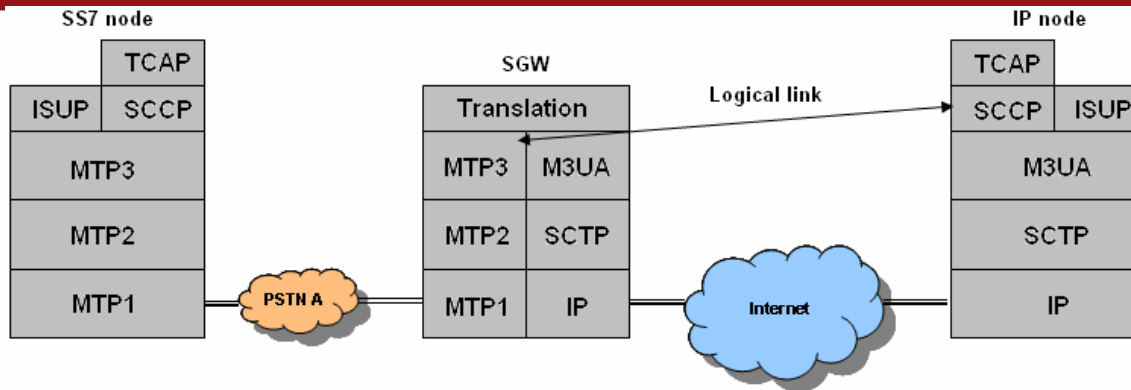 SS7 node
IP node
TCAP
SGW
TCAP
ISUP SCCP
Translation
Logical link
SCCP ISUP
MTP3
MTP3 M3UA
M3UA
MTP2
MTP2 SCTP
SCTP
MTP1
PSTN A
MTP1 IP
Internet
IP